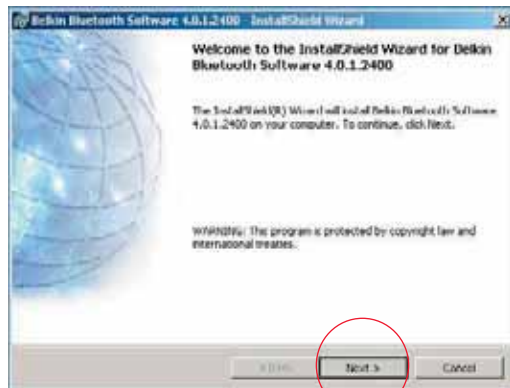 Belkin Bluetooth Software 4.0.1.2400 - InstallShield Wizard
Welcome to the InstallShield Wizard for Belkin
Bluetooth Software 4.0.1.2400
The InstallShield(R) Wizard will install Belkin Bluetooth Software
4.0.1.2400 on your computer. To continue, click Next.
WARNING: This program is protected by copyright law and
international treaties.
< Back
Next >
Cancel